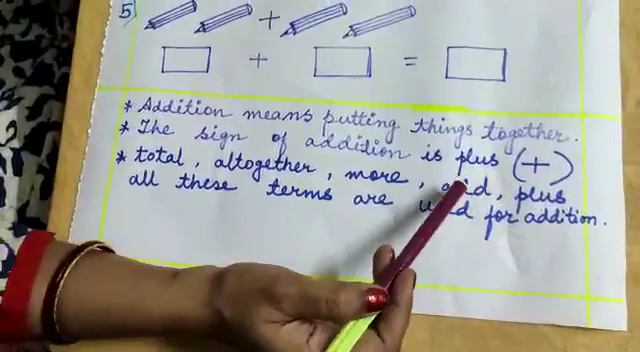 5)
+
+ =
* Addition means putting things together.
* The sign of addition is plus (+)
* total, altogether, more, plus
all these terms are for addition.